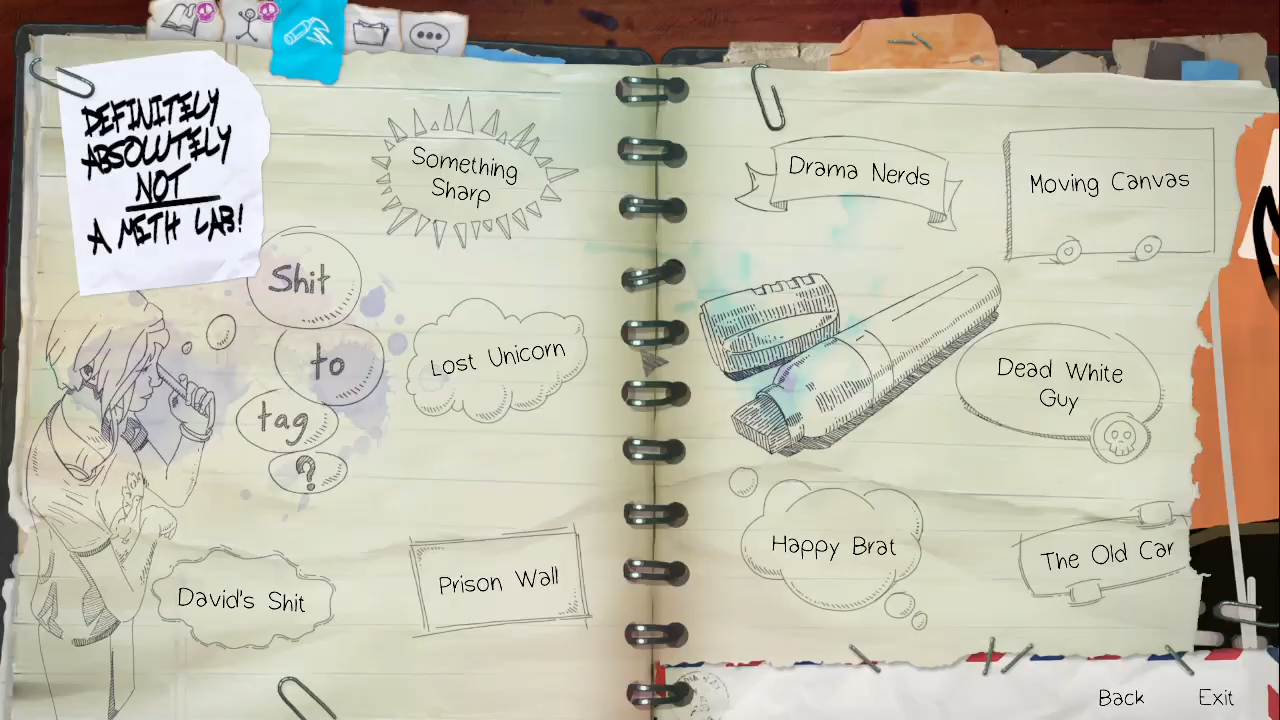 DEFINITELY
ABSOLUTELY
NOT
A METH LAB!
Something
Sharp
Shit
to
tag
?
Lost Unicorn
David's Shit
Prison Wall
Drama Nerds
Moving Canvas
Dead White
Guy
Happy Brat
The Old Car
Back
Exit